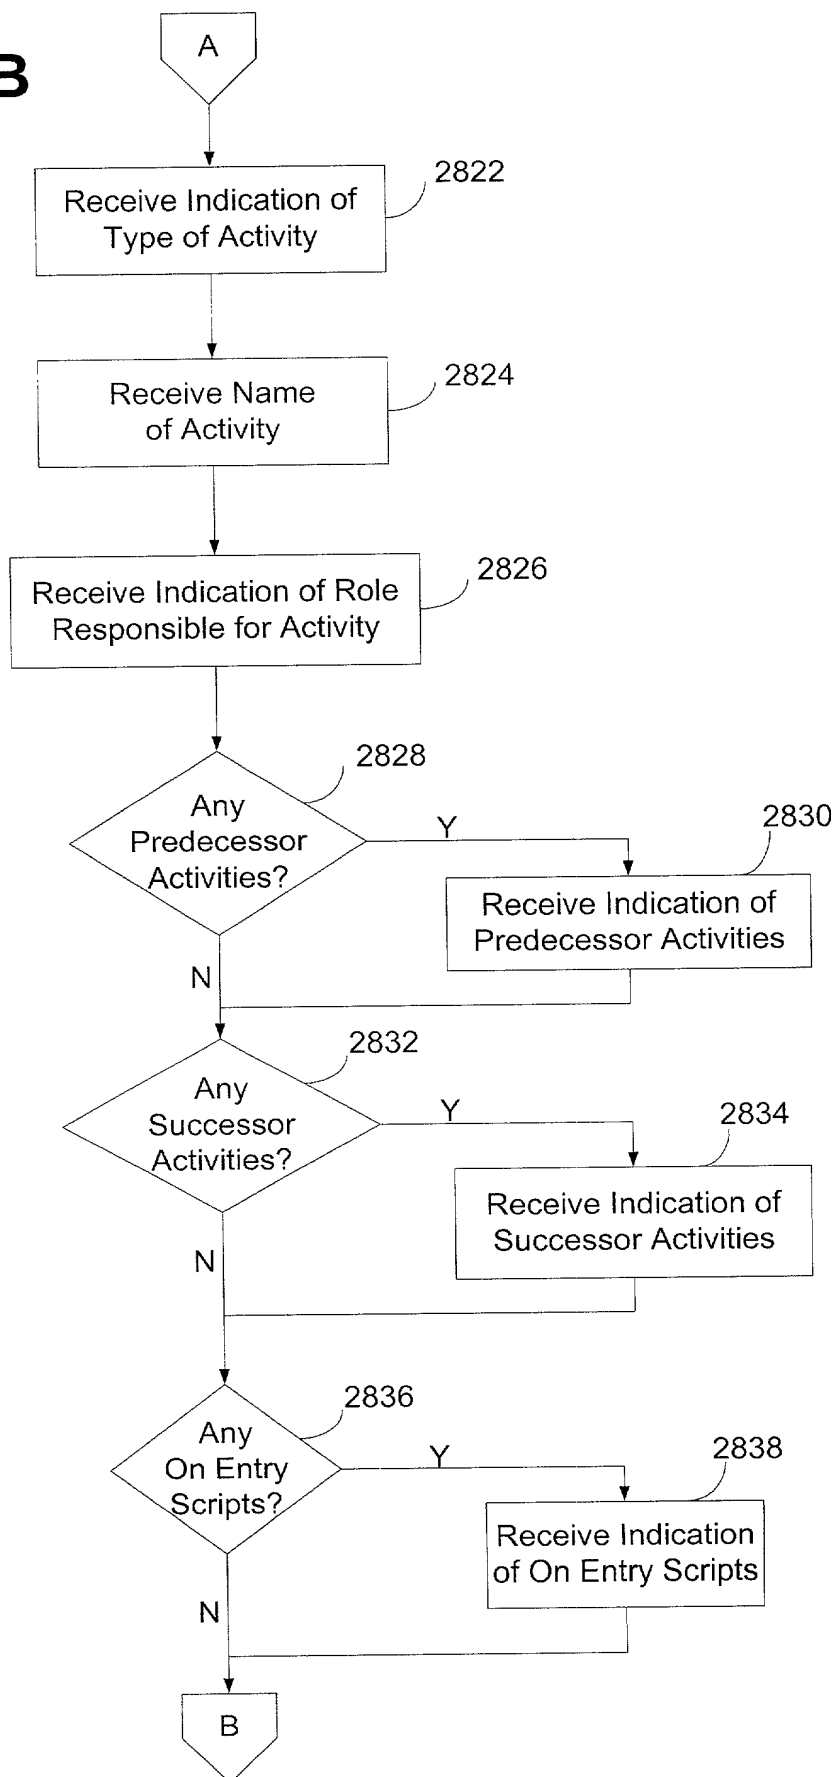 A
B
2822
Receive Indication of
Type of Activity
2824
Receive Name
of Activity
2826
Receive Indication of Role
Responsible for Activity
2828
Any
Predecessor
Activities?
Y
2830
Receive Indication of
Predecessor Activities
N
2832
Any
Successor
Activities?
Y
2834
Receive Indication of
Successor Activities
N
2836
Any
On Entry
Scripts?
Y
2838
Receive Indication
of On Entry Scripts
N
B